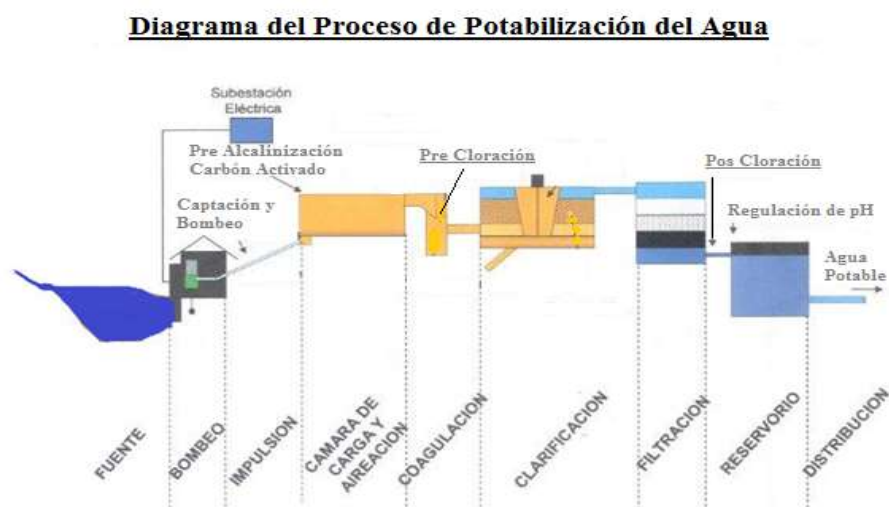 Diagrama del Proceso de Potabilización del Agua
Subestación
Eléctrica
Pre Alcalinización
Carbón Activado
Pre Cloración
Pos Cloración
Captación y
Bombeo
Regulación de pH
Agua
Potable
FUENTE
BOMBEO
IMPULSION
CAMARA DE
CARGA Y
AIREACION
COAGULACION
CLARIFICACION
FILTRACION
RESERVORIO
DISTRIBUCION